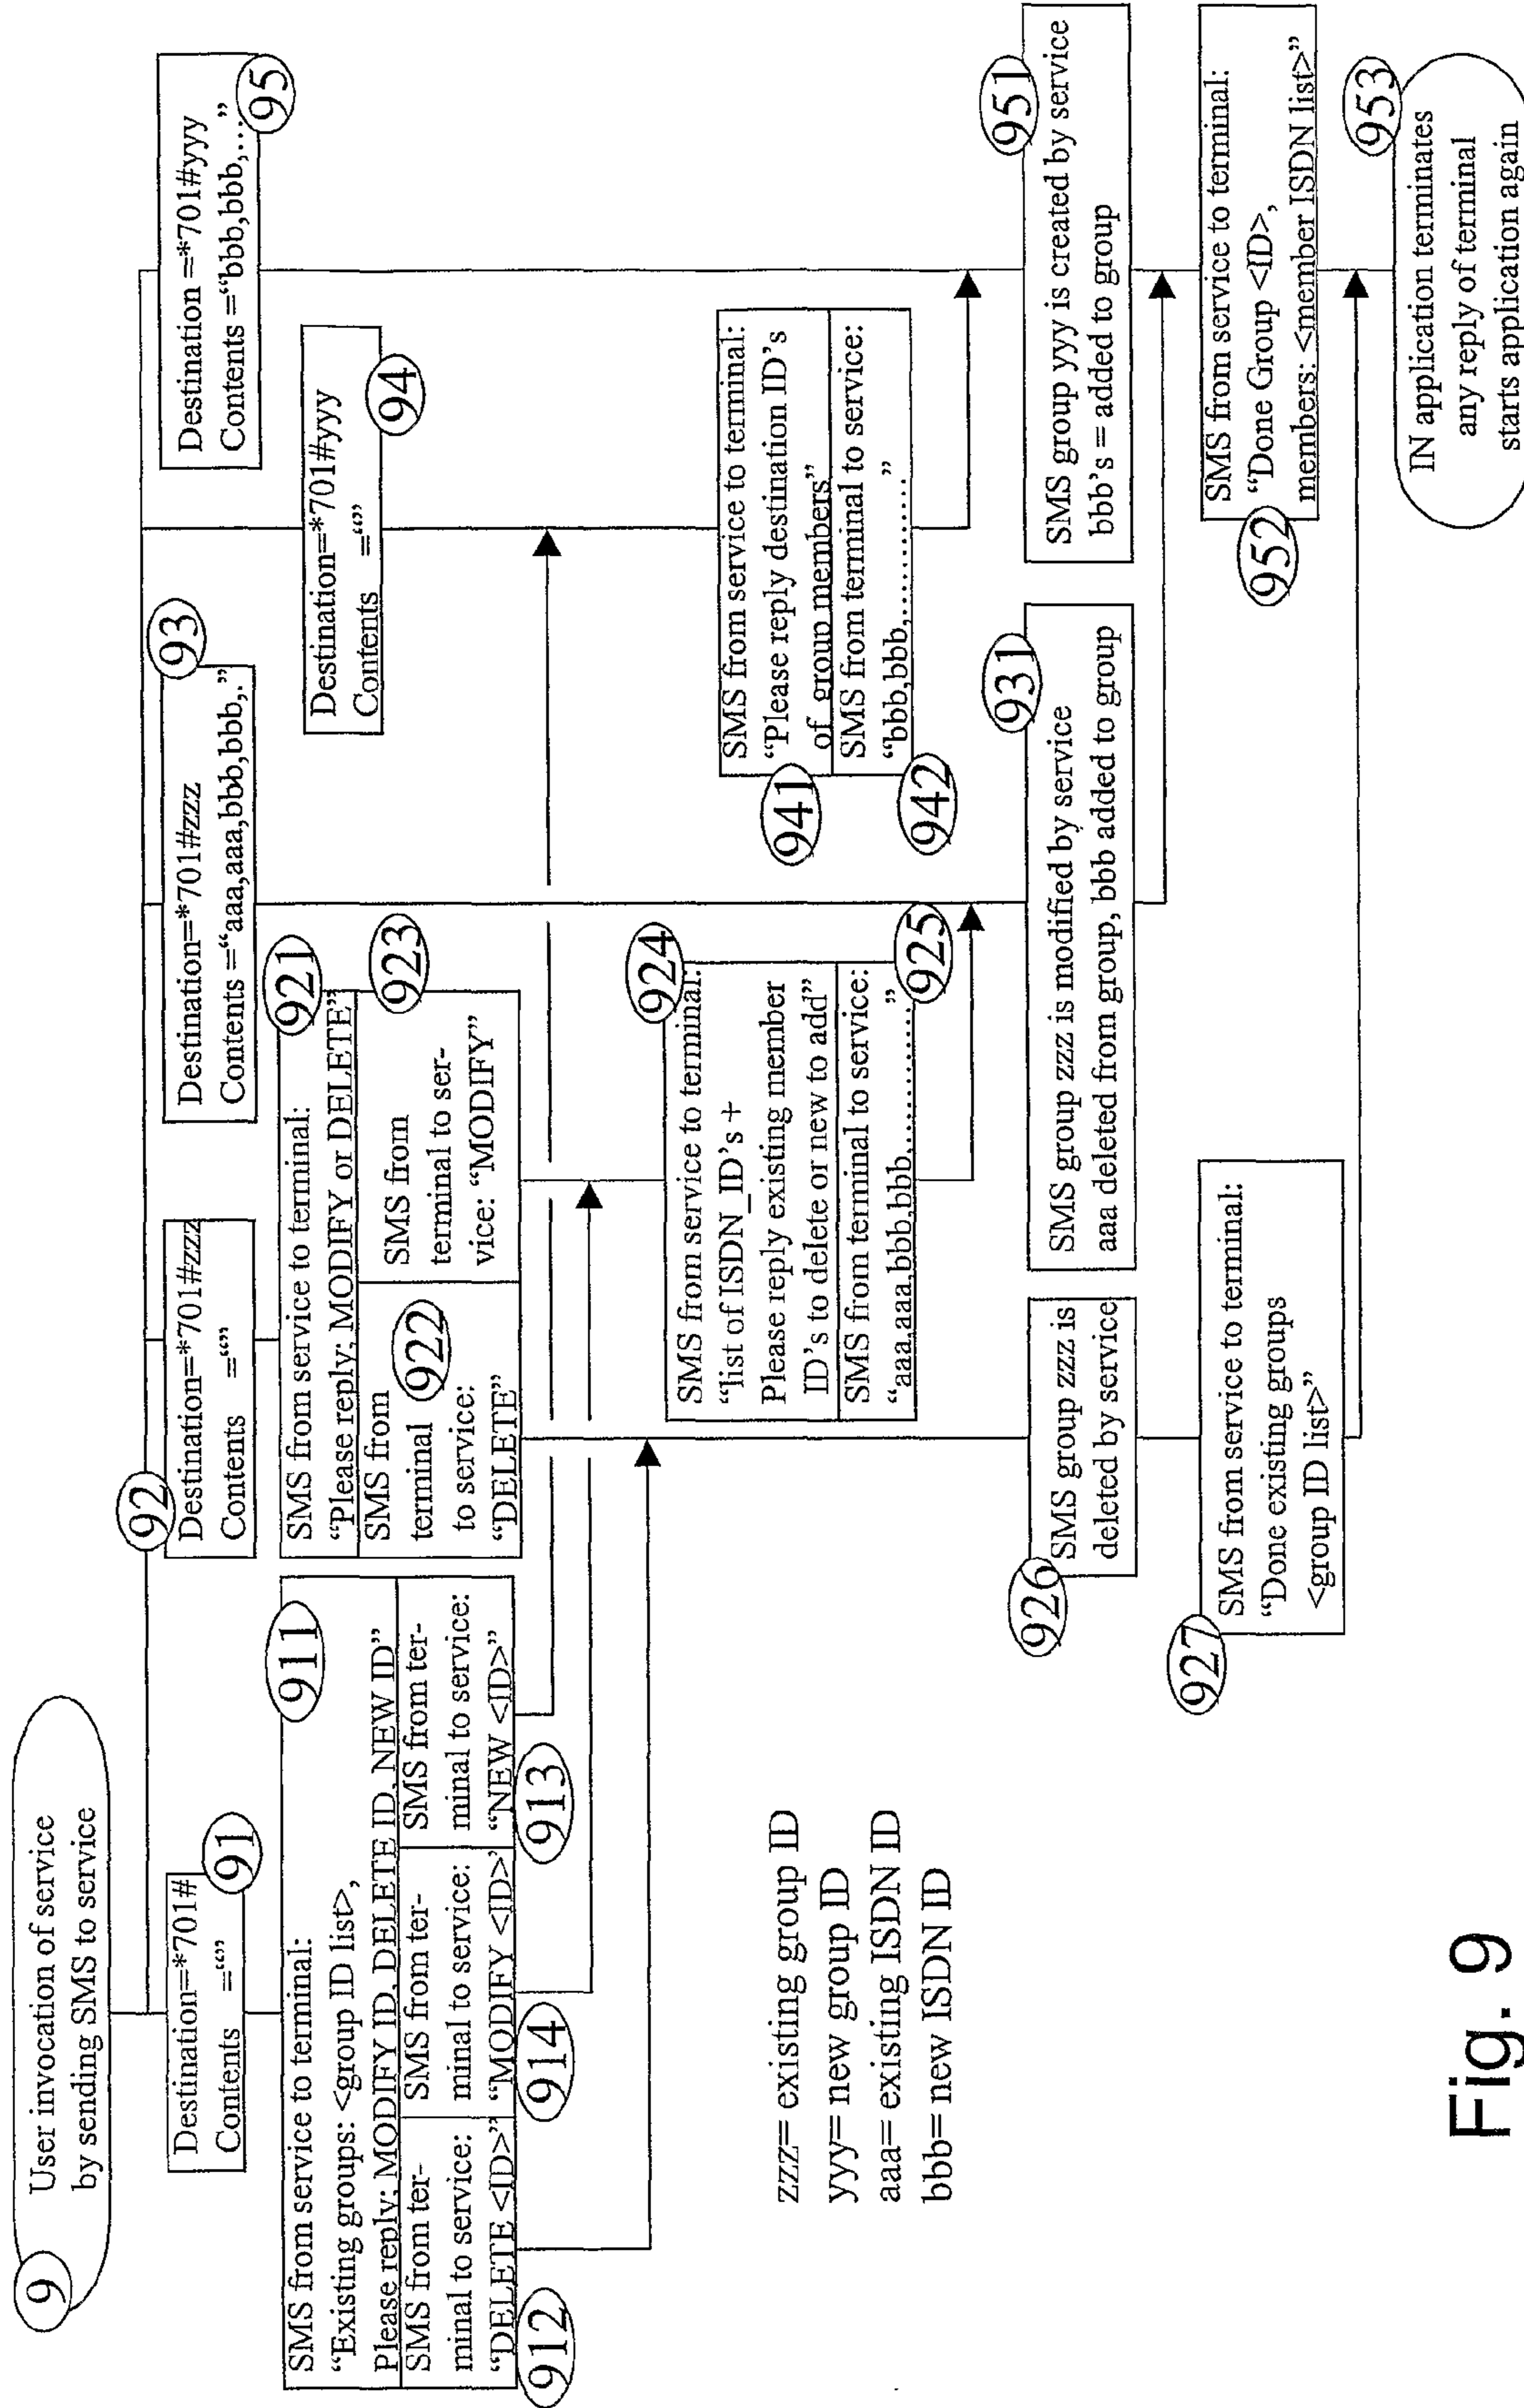 9
User invocation of service
by sending SMS to service
Destination=*701#
Contents =“”
91
92
Destination=*701#zzz
Contents =“”
93
Destination=*701#zzz
Contents =“aaa,aaa,bbb,bbb,.”
Destination=*701#yyy
Contents =“”
94
Destination =*701#yyy
Contents =“bbb,bbb,...”
95
911
SMS from service to terminal:
“Existing groups: <group ID list>,
Please reply; MODIFY ID, DELETE ID, NEW ID”
SMS from ter-
minal to service:
“DELETE <ID>”
912
SMS from ter-
minal to service:
“MODIFY <ID>”
914
SMS from ter-
minal to service:
“NEW <ID>”
913
921
SMS from service to terminal:
“Please reply; MODIFY or DELETE”
SMS from
terminal
to service:
“DELETE”
922
923
SMS from
terminal to ser-
vice: “MODIFY”
924
SMS from service to terminal:
“list of ISDN_ID's +
Please reply existing member
ID's to delete or new to add”
SMS from terminal to service:
“aaa,aaa,bbb,bbb,..............”
925
SMS from service to terminal:
“Please reply destination ID's
of group members”
941
SMS from terminal to service:
“bbb,bbb,..............”
942
926
SMS group zzz is
deleted by service
931
SMS group zzz is modified by service
aaa deleted from group, bbb added to group
951
SMS group yyy is created by service
bbb's = added to group
927
SMS from service to terminal:
“Done existing groups
<group ID list>”
SMS from service to terminal:
“Done Group <ID>,
members: <member ISDN list>”
952
953
IN application terminates
any reply of terminal
starts application again
zzz= existing group ID
yyy= new group ID
aaa= existing ISDN ID
bbb= new ISDN ID
Fig. 9